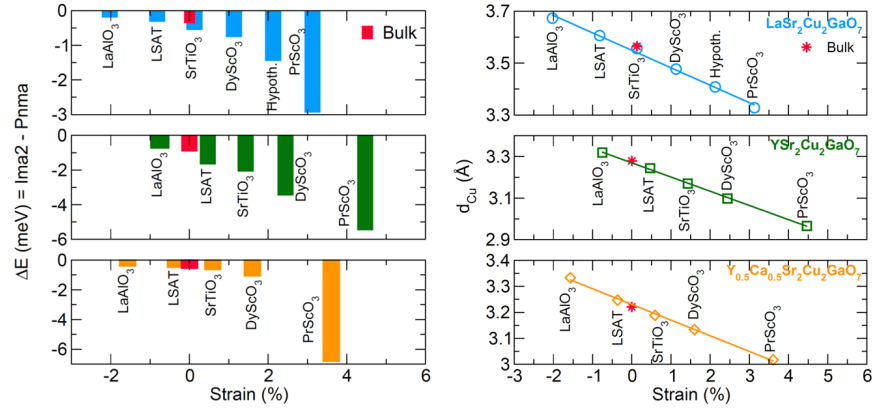 ΔE (meV) = Ima2 - Pnma
0
-1
-2
-3
LaAlO3
LSAT
SrTiO3
DyScO3
Hypoth.
PrScO3
Bulk
0
-2
-4
-6
LaAlO3
LSAT
SrTiO3
DyScO3
PrScO3
0
-2
-4
-6
LaAlO3
LSAT
SrTiO3
DyScO3
PrScO3
-2 0 2 4 6
Strain (%)
dCu (Å)
3.7
3.5
3.3
LaAlO3
LSAT
SrTiO3
DyScO3
Hypoth.
PrScO3
LaSr2Cu2GaO7
Bulk
3.3
3.1
2.9
LaAlO3
LSAT
SrTiO3
DyScO3
PrScO3
YSr2Cu2GaO7
3.4
3.2
3
LaAlO3
LSAT
SrTiO3
DyScO3
PrScO3
Y0.5Ca0.5Sr2Cu2GaO7
-3 -2 -1 0 1 2 3 4 5 6
Strain (%)